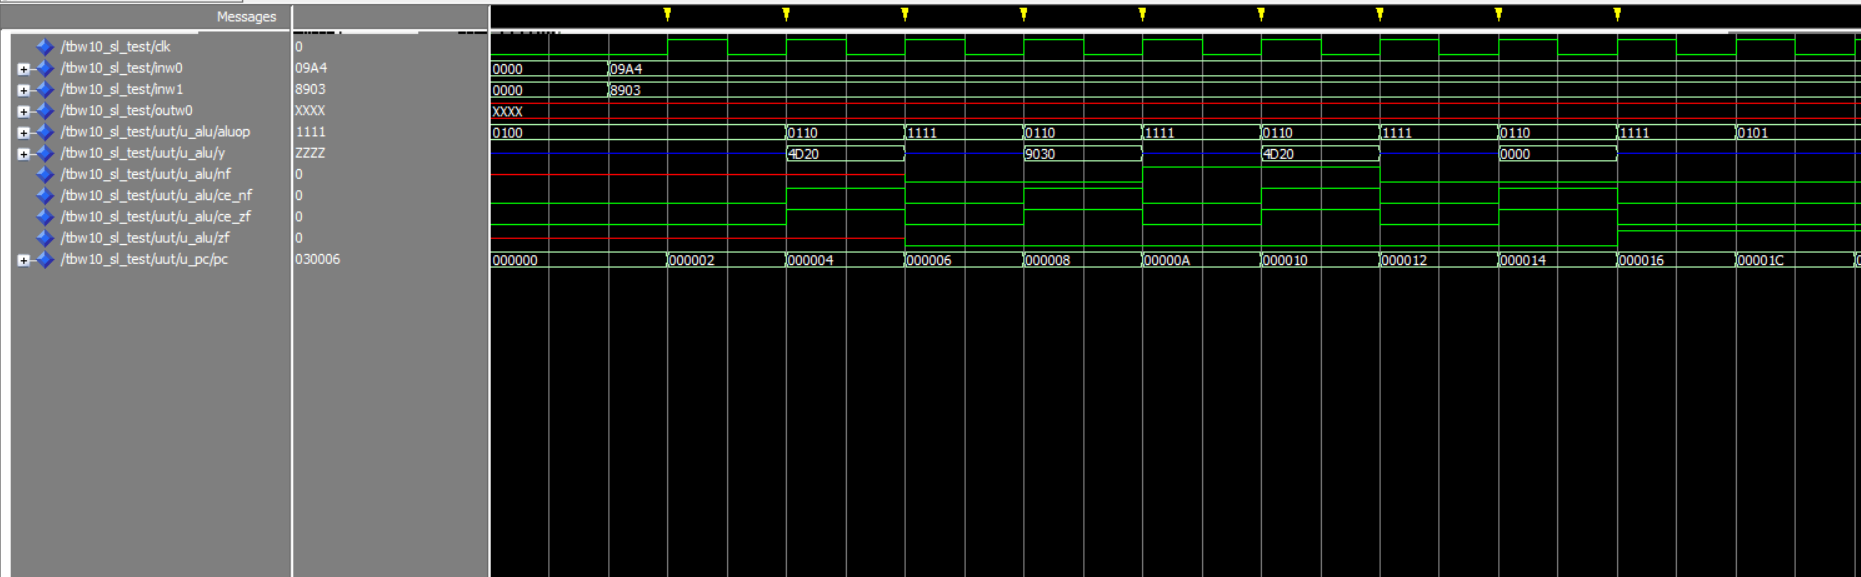 Messages
/tbw10_sl_test/clk 0
/tbw10_sl_test/inw0 09A4 0000 09A4
/tbw10_sl_test/inw1 8903 0000 8903
/tbw10_sl_test/outw0 XXXX XXXX
/tbw10_sl_test/uut/u_alu/aluop 1111 0100 0110 1111 0110 1111 0110 1111 0110 1111 0101
/tbw10_sl_test/uut/u_alu/y ZZZZ 4D20 9030 4D20 0000
/tbw10_sl_test/uut/u_alu/nf 0
/tbw10_sl_test/uut/u_alu/ce_nf 0
/tbw10_sl_test/uut/u_alu/ce_zf 0
/tbw10_sl_test/uut/u_alu/zf 0
/tbw10_sl_test/uut/u_pc/pc 030006 000000 000002 000004 000006 000008 00000A 000010 000012 000014 000016 00001C